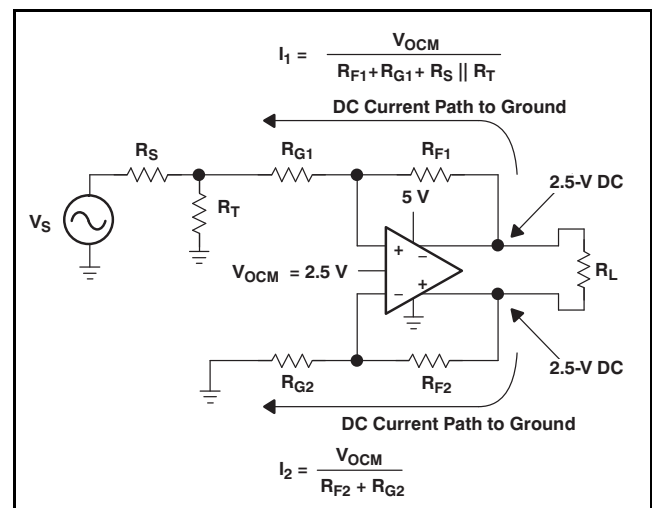 I1 = VOCM
RF1+RG1+ RS || RT
DC Current Path to Ground
RS
RG1
RF1
2.5-V DC
5 V
RT
VS
+
−
VOCM = 2.5 V
RL
−
+
RG2
RF2
2.5-V DC
DC Current Path to Ground
I2 = VOCM
RF2 + RG2